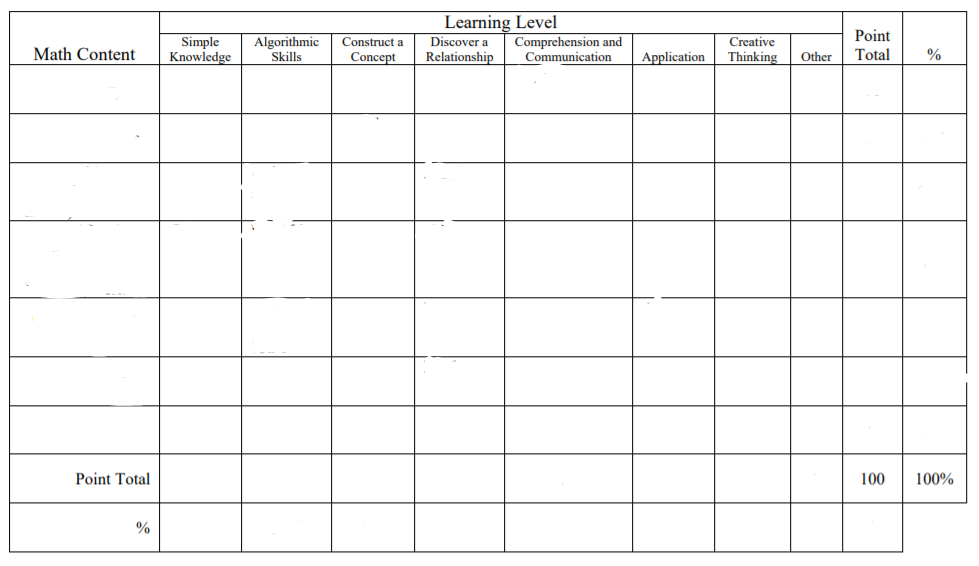 Learning Level
Math Content
Simple
Knowledge
Algorithmic
Skills
Construct a
Concept
Discover a
Relationship
Comprehension and
Communication
Application
Creative
Thinking
Other
Point
Total
%
Point Total
100
100%
%